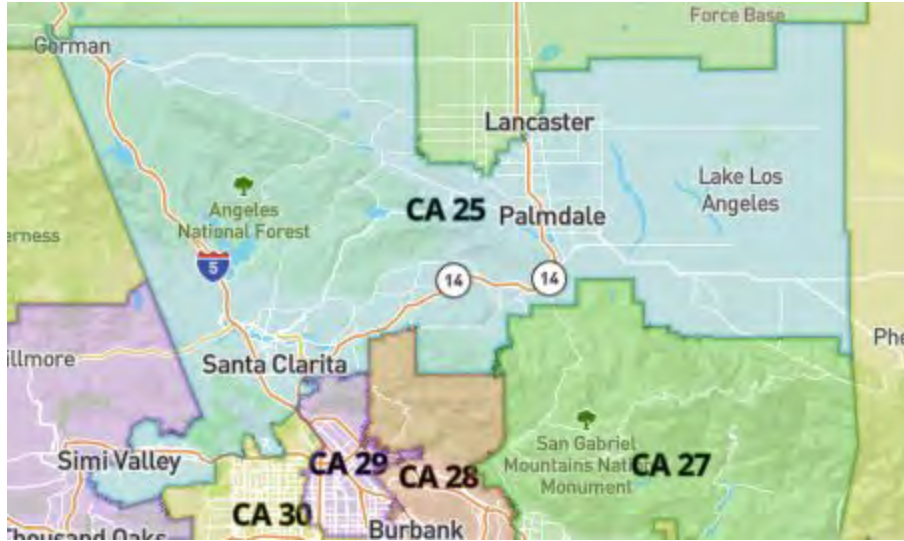 Force Base
Gorman
Lancaster
Lake Los
Angeles
Angeles
National Forest
CA 25
Palmdale
erness
5
14
14
Phe
illmore
Santa Clarita
San Gabriel
Mountains Nati
Monument
Simi Valley
CA 29
CA 28
CA 27
CA 30
Burbank
Thousand Oaks